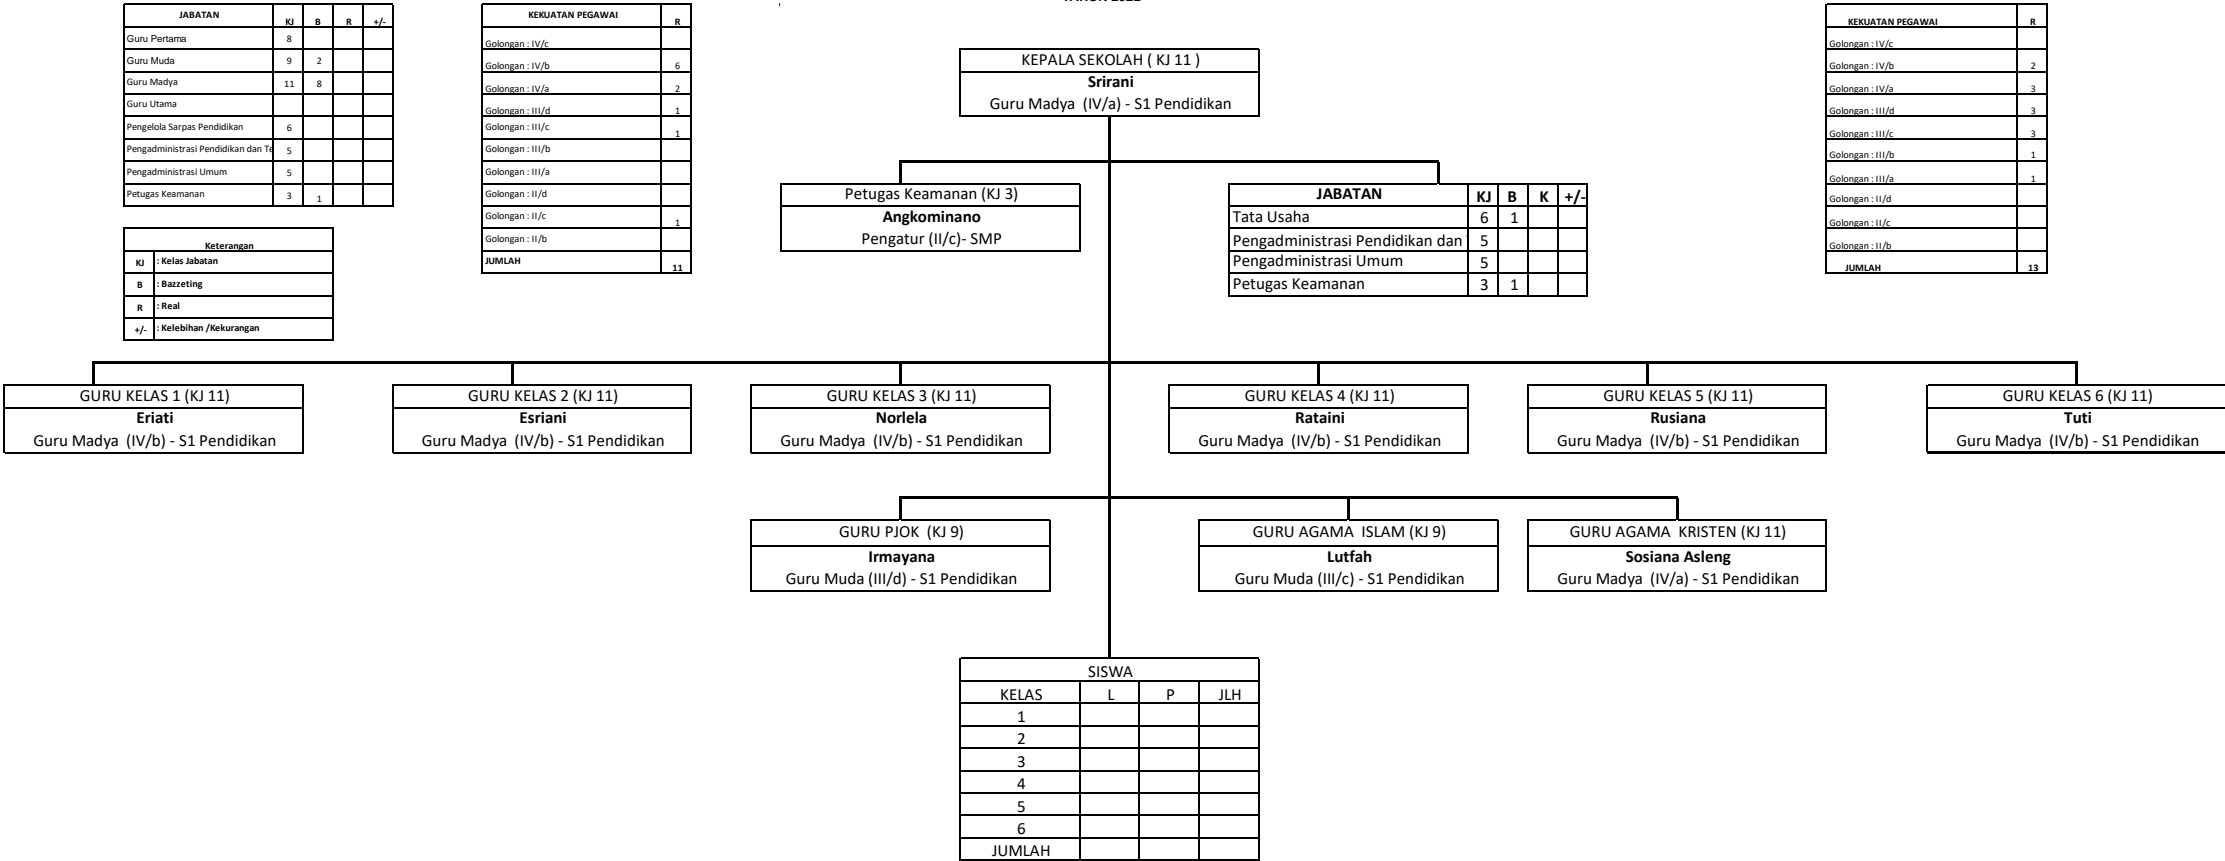 TAHUN 2022
JABATAN KJ B R +/-
Guru Pertama 8
Guru Muda 9 2
Guru Madya 11 8
Guru Utama
Pengelola Sarpas Pendidikan 6
Pengadministrasi Pendidikan dan Te 5
Pengadministrasi Umum 5
Petugas Keamanan 3 1
Keterangan
KJ : Kelas Jabatan
B : Bazzeting
R : Real
+/- : Kelebihan /Kekurangan
KEKUATAN PEGAWAI R
Golongan : IV/c
Golongan : IV/b 6
Golongan : IV/a 2
Golongan : III/d 1
Golongan : III/c 1
Golongan : III/b
Golongan : III/a
Golongan : II/d
Golongan : II/c 1
Golongan : II/b
JUMLAH 11
KEPALA SEKOLAH ( KJ 11 )
Srirani
Guru Madya (IV/a) - S1 Pendidikan
KEKUATAN PEGAWAI R
Golongan : IV/c
Golongan : IV/b 2
Golongan : IV/a 3
Golongan : III/d 3
Golongan : III/c 3
Golongan : III/b 1
Golongan : III/a 1
Golongan : II/d
Golongan : II/c
Golongan : II/b
JUMLAH 13
Petugas Keamanan (KJ 3)
Angkominano
Pengatur (II/c)- SMP
JABATAN KJ B K +/-
Tata Usaha 6 1
Pengadministrasi Pendidikan dan 5
Pengadministrasi Umum 5
Petugas Keamanan 3 1
GURU KELAS 1 (KJ 11)
Eriati
Guru Madya (IV/b) - S1 Pendidikan
GURU KELAS 2 (KJ 11)
Esriani
Guru Madya (IV/b) - S1 Pendidikan
GURU KELAS 3 (KJ 11)
Norlela
Guru Madya (IV/b) - S1 Pendidikan
GURU KELAS 4 (KJ 11)
Rataini
Guru Madya (IV/b) - S1 Pendidikan
GURU KELAS 5 (KJ 11)
Rusiana
Guru Madya (IV/b) - S1 Pendidikan
GURU KELAS 6 (KJ 11)
Tuti
Guru Madya (IV/b) - S1 Pendidikan
GURU PJOK (KJ 9)
Irmayana
Guru Muda (III/d) - S1 Pendidikan
GURU AGAMA ISLAM (KJ 9)
Lutfah
Guru Muda (III/c) - S1 Pendidikan
GURU AGAMA KRISTEN (KJ 11)
Sosiana Asleng
Guru Madya (IV/a) - S1 Pendidikan
SISWA
KELAS L P JLH
1
2
3
4
5
6
JUMLAH